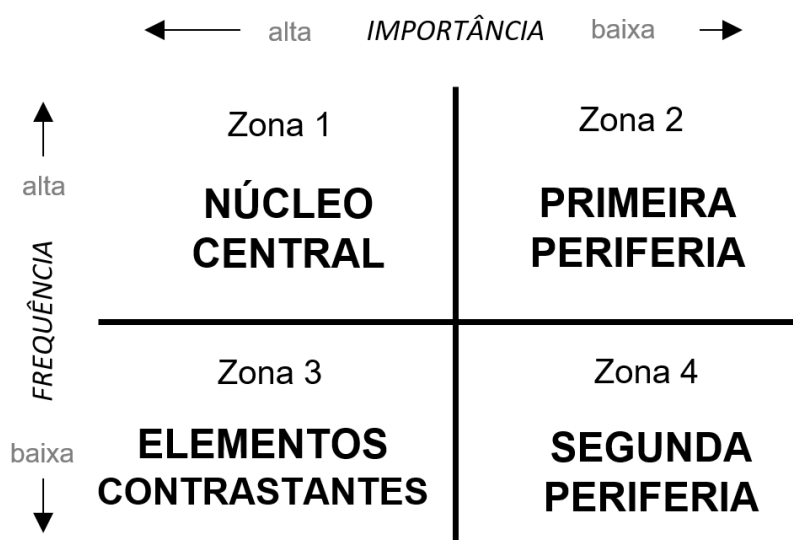 alta IMPORTÂNCIA baixa
Zona 1
NÚCLEO
CENTRAL
Zona 2
PRIMEIRA
PERIFERIA
alta
FREQUÊNCIA
baixa
Zona 3
ELEMENTOS
CONTRASTANTES
Zona 4
SEGUNDA
PERIFERIA